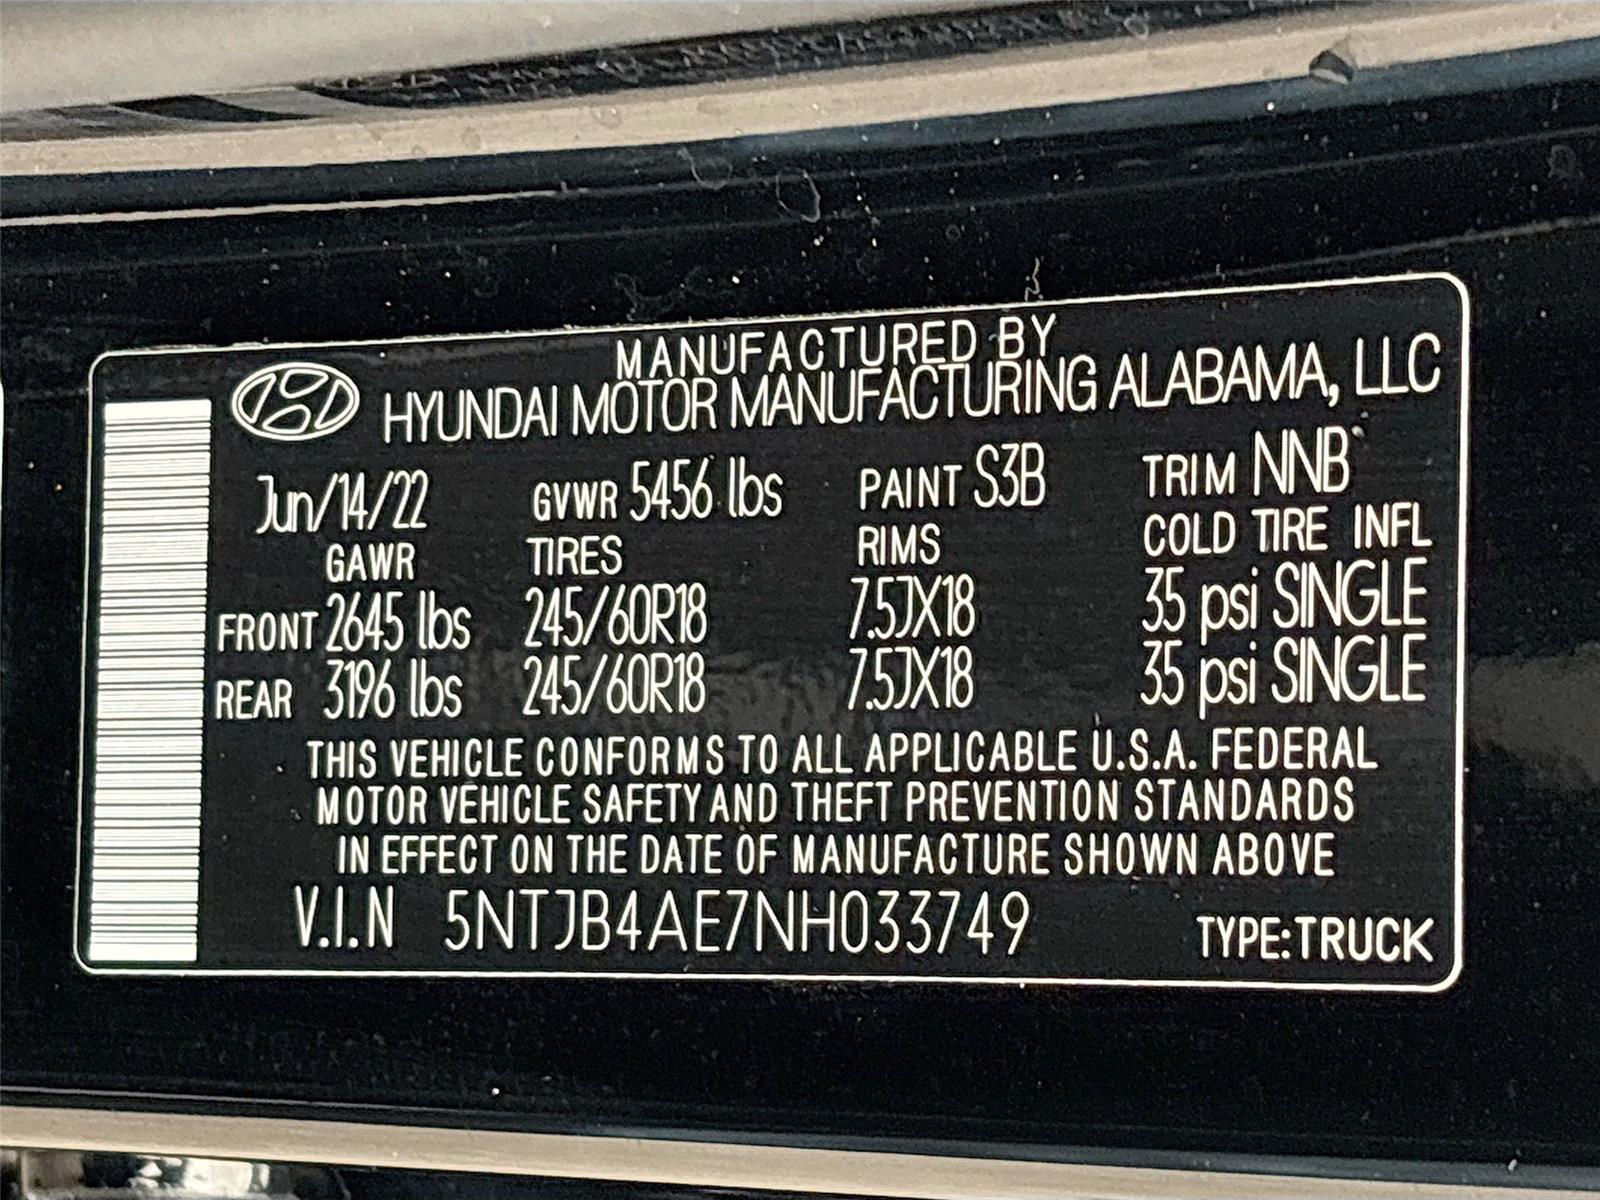 MANUFACTURED BY
HYUNDAI MOTOR MANUFACTURING ALABAMA, LLC
Jun/14/22 GVWR 5456 lbs PAINT S3B TRIM NNB
GAWR TIRES RIMS COLD TIRE INFL
FRONT 2645 lbs 245/60R18 7.5JX18 35 psi SINGLE
REAR 3196 lbs 245/60R18 7.5JX18 35 psi SINGLE
THIS VEHICLE CONFORMS TO ALL APPLICABLE U.S.A. FEDERAL
MOTOR VEHICLE SAFETY AND THEFT PREVENTION STANDARDS
IN EFFECT ON THE DATE OF MANUFACTURE SHOWN ABOVE
V.I.N 5NTJB4AE7NH033749 TYPE:TRUCK